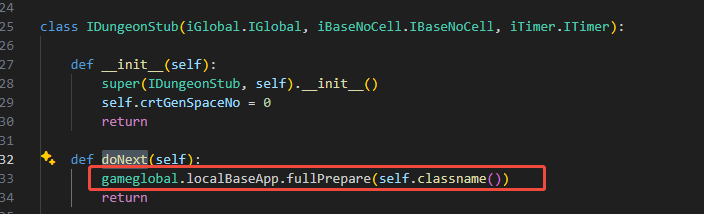 24
25 class IDungeonStub(iGlobal.IGlobal, iBaseNoCell.IBaseNoCell, iTimer.ITimer):
26
27 def __init__(self):
28 super(IDungeonStub, self).__init__()
29 self.crtGenSpaceNo = 0
30 return
31
32 def doNext(self):
33 gameglobal.localBaseApp.fullPrepare(self.classname())
34 return